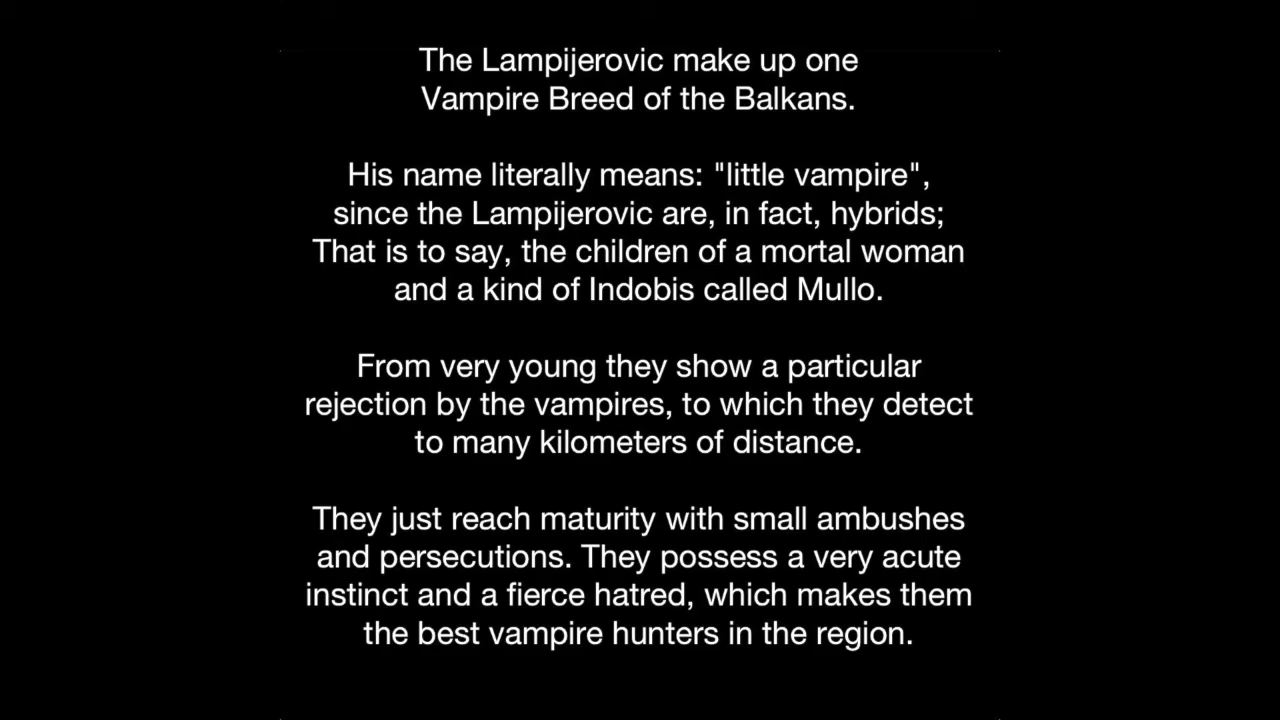 The Lampijerovic make up one
Vampire Breed of the Balkans.
His name literally means: "little vampire",
since the Lampijerovic are, in fact, hybrids;
That is to say, the children of a mortal woman
and a kind of Indobis called Mullo.
From very young they show a particular
rejection by the vampires, to which they detect
to many kilometers of distance.
They just reach maturity with small ambushes
and persecutions. They possess a very acute
instinct and a fierce hatred, which makes them
the best vampire hunters in the region.